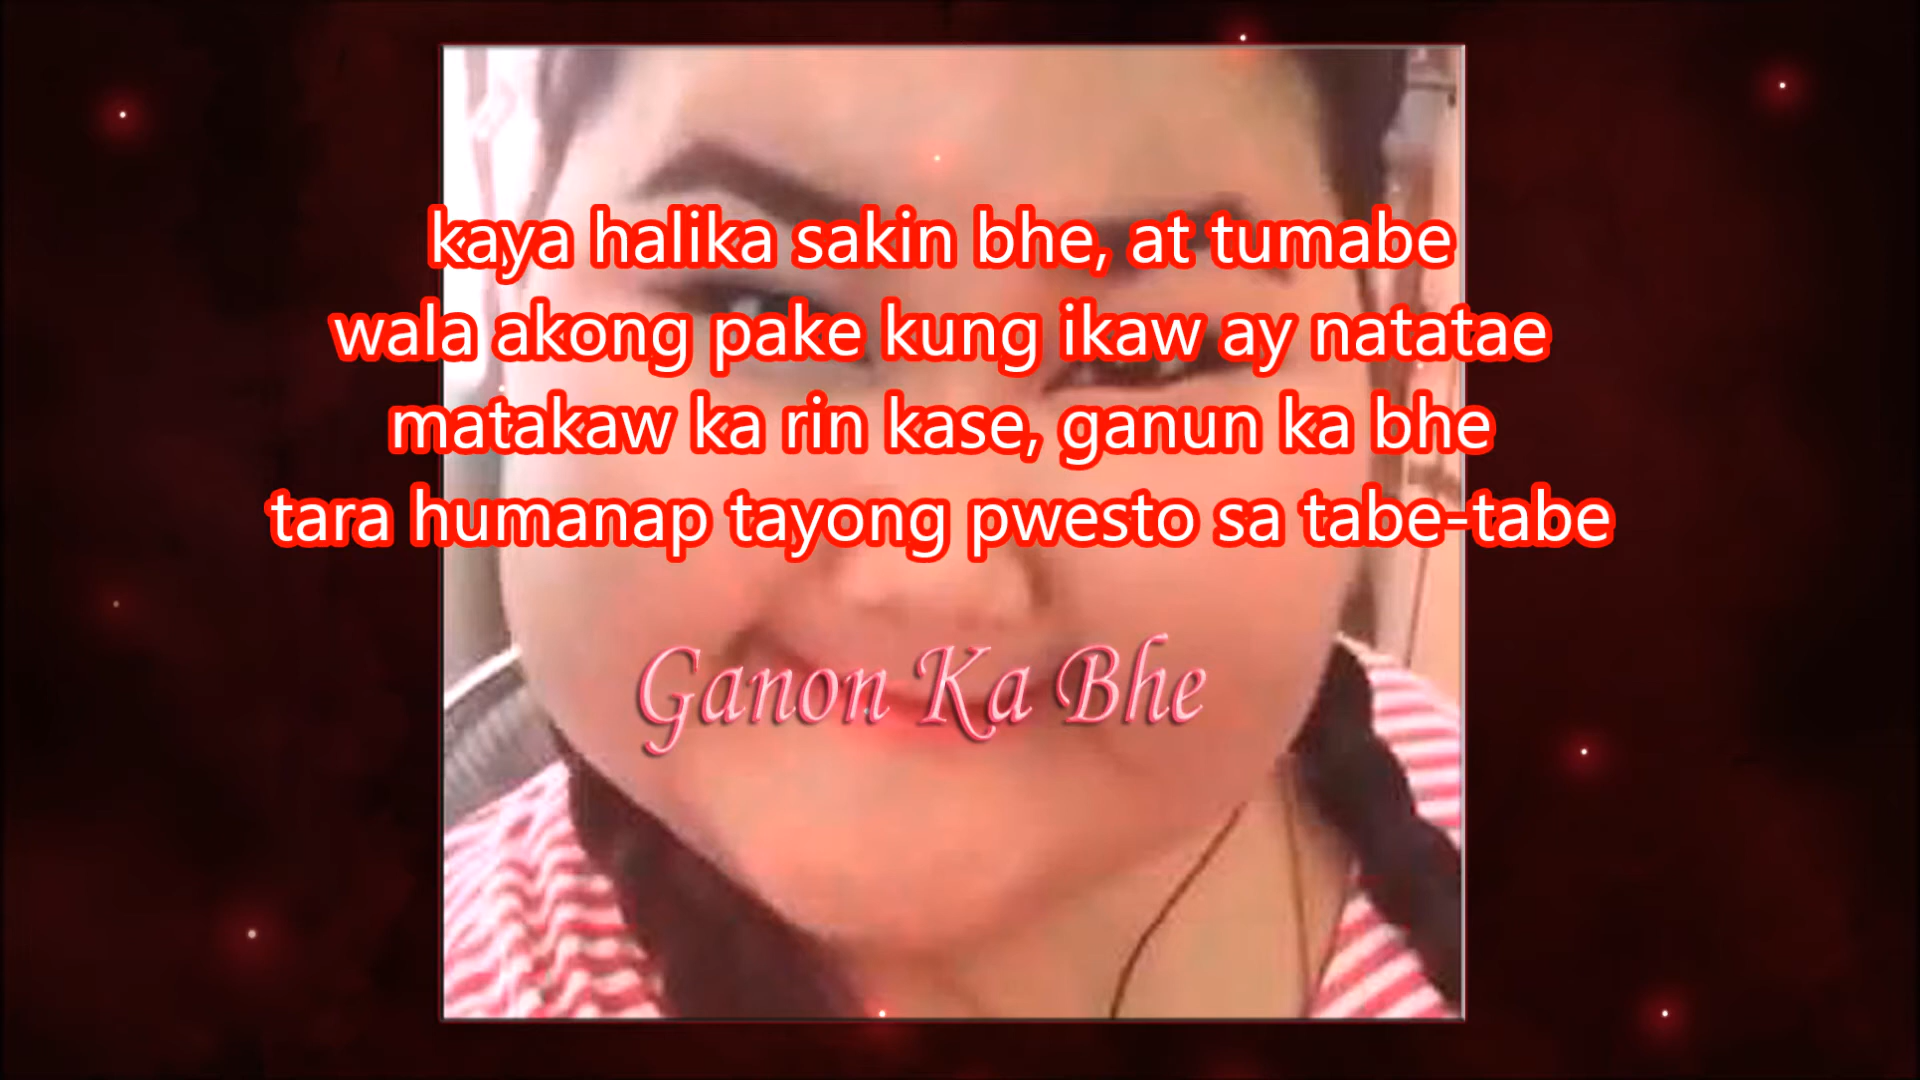 kaya halika sakin bhe, at tumabe
wala akong pake kung ikaw ay natatae
matakaw ka rin kase, ganun ka bhe
tara humanap tayong pwesto sa tabe-tabe
Ganon Ka Bhe